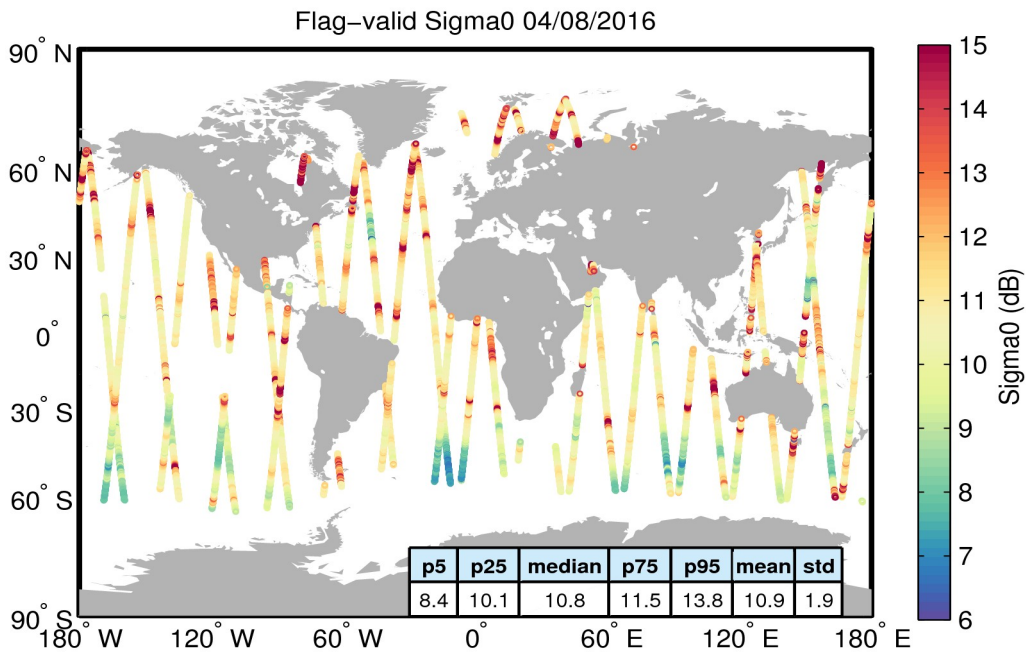 Flag−valid Sigma0 04/08/2016
90° N
60° N
30° N
0°
30° S
60° S
90° S
180° W
120° W
60° W
0°
60° E
120° E
180° E
p5 p25 median p75 p95 mean std
8.4 10.1 10.8 11.5 13.8 10.9 1.9
15
14
13
12
11
10
9
8
7
6
Sigma0 (dB)